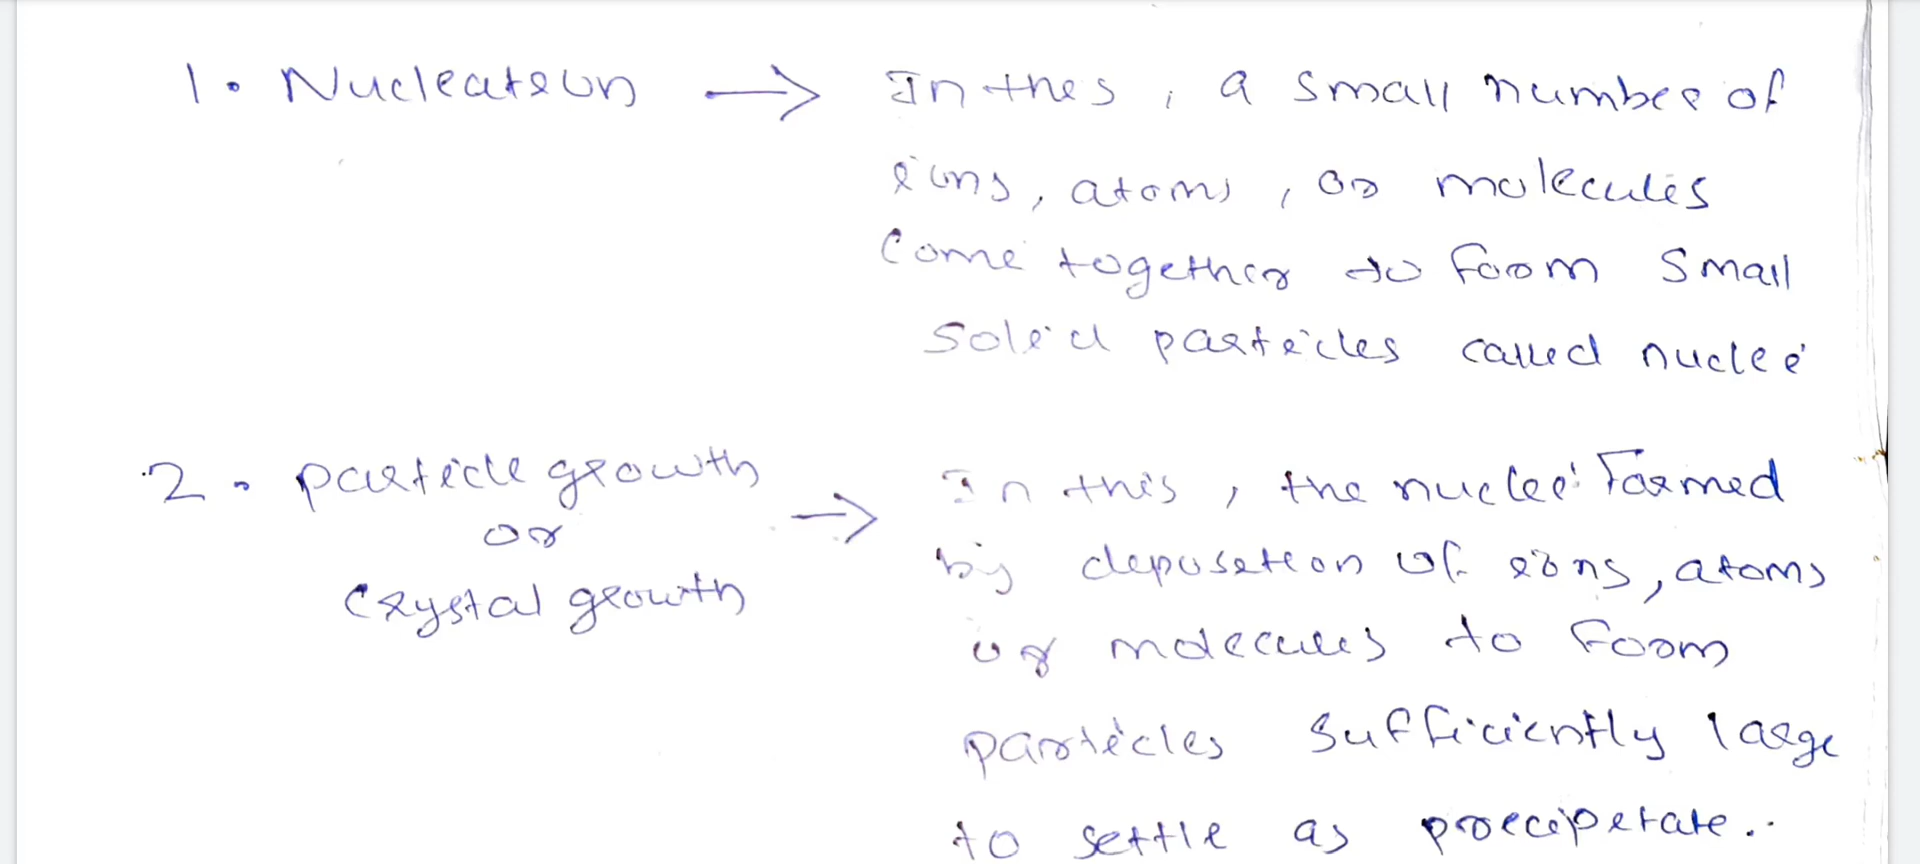 1. Nucleation → In this, a small number of
ions, atoms, or molecules
come together to form small
solid particles called nuclei
2. particle growth
or
crystal growth
→ In this, the nuclei formed
by deposition of ions, atoms
or molecules to form
particles sufficiently large
to settle as precipitate..